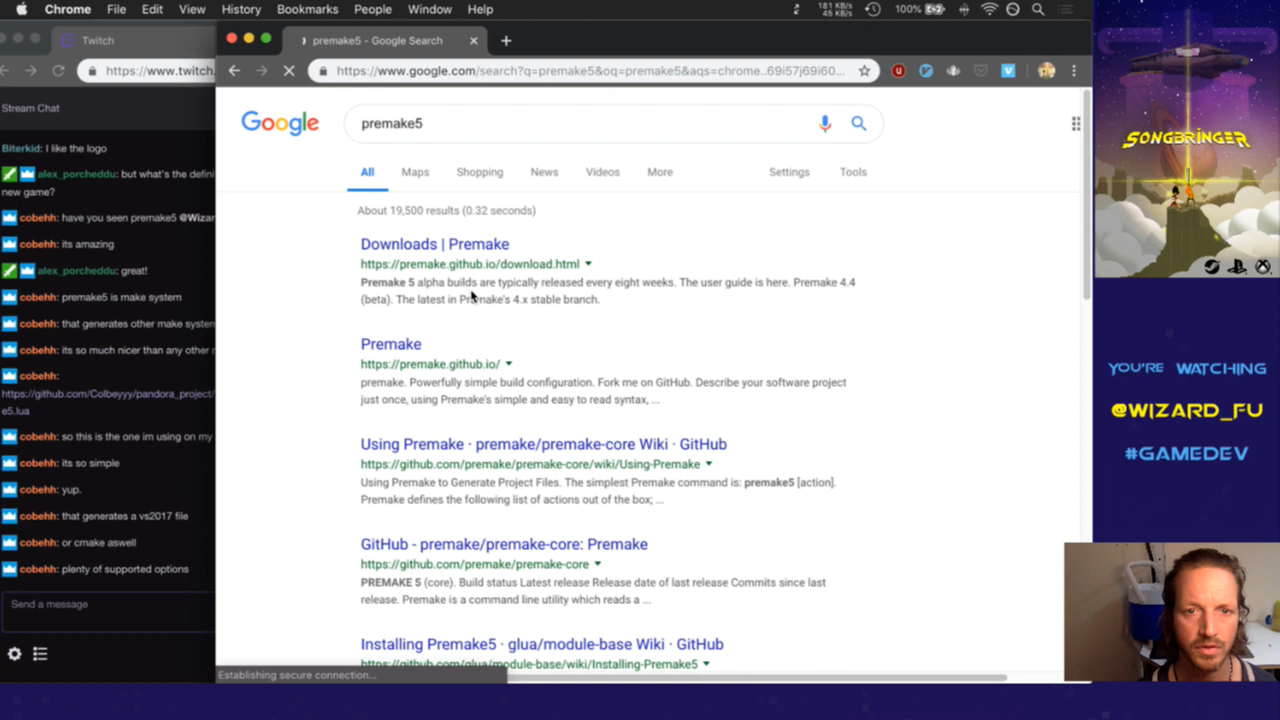 Chrome File Edit View History Bookmarks People Window Help
181 KB/s
45 KB/s
100%
Twitch
premake5 - Google Search
https://www.twitch.
https://www.google.com/search?q=premake5&oq=premake5&aqs=chrome..69i57j69i60...
Stream Chat
Biterkid: I like the logo
alex_porcheddu: but what's the defini
new game?
cobehh: have you seen premake5 @Wizar
cobehh: its amazing
alex_porcheddu: great!
cobehh: premake5 is make system
cobehh: that generates other make system
cobehh: its so much nicer than any other
cobehh:
https://github.com/Colbeyyy/pandora_project/
e5.lua
cobehh: so this is the one im using on my
cobehh: its so simple
cobehh: yup.
cobehh: that generates a vs2017 file
cobehh: or cmake aswell
cobehh: plenty of supported options
Send a message
Google
premake5
All Maps Shopping News Videos More Settings Tools
About 19,500 results (0.32 seconds)
Downloads | Premake
https://premake.github.io/download.html
Premake 5 alpha builds are typically released every eight weeks. The user guide is here. Premake 4.4
(beta). The latest in Premake's 4.x stable branch.
Premake
https://premake.github.io/
premake. Powerfully simple build configuration. Fork me on GitHub. Describe your software project
just once, using Premake's simple and easy to read syntax, ...
Using Premake · premake/premake-core Wiki · GitHub
https://github.com/premake/premake-core/wiki/Using-Premake
Using Premake to Generate Project Files. The simplest Premake command is: premake5 [action].
Premake defines the following list of actions out of the box; ...
GitHub - premake/premake-core: Premake
https://github.com/premake/premake-core
PREMAKE 5 (core). Build status Latest release Release date of last release Commits since last
release. Premake is a command line utility which reads a ...
Installing Premake5 · glua/module-base Wiki · GitHub
https://github.com/glua/module-base/wiki/Installing-Premake5
Establishing secure connection...
SONGBRINGER
YOU'RE WATCHING
@WIZARD_FU
#GAMEDEV